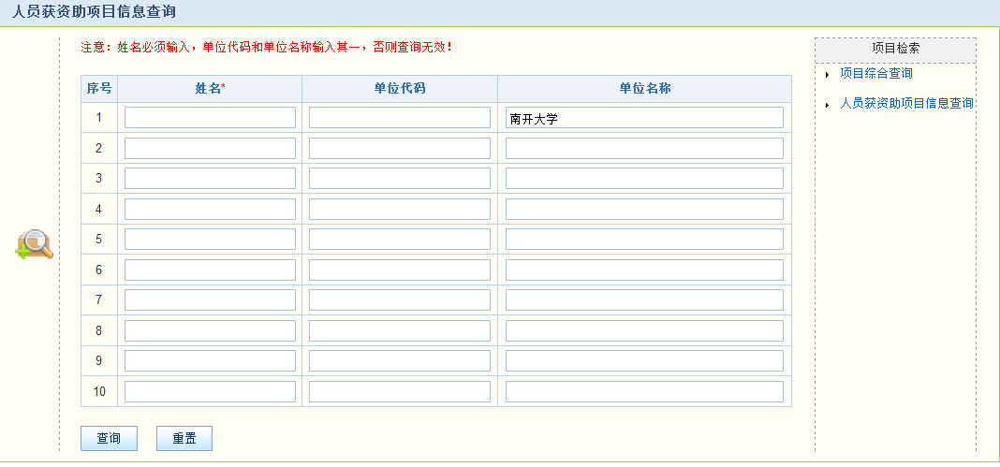 人员获资助项目信息查询
注意：姓名必须输入，单位代码和单位名称输入其一，否则查询无效！
序号 姓名* 单位代码 单位名称
1 南开大学
2
3
4
5
6
7
8
9
10
查询 重置
项目检索
项目综合查询
人员获资助项目信息查询